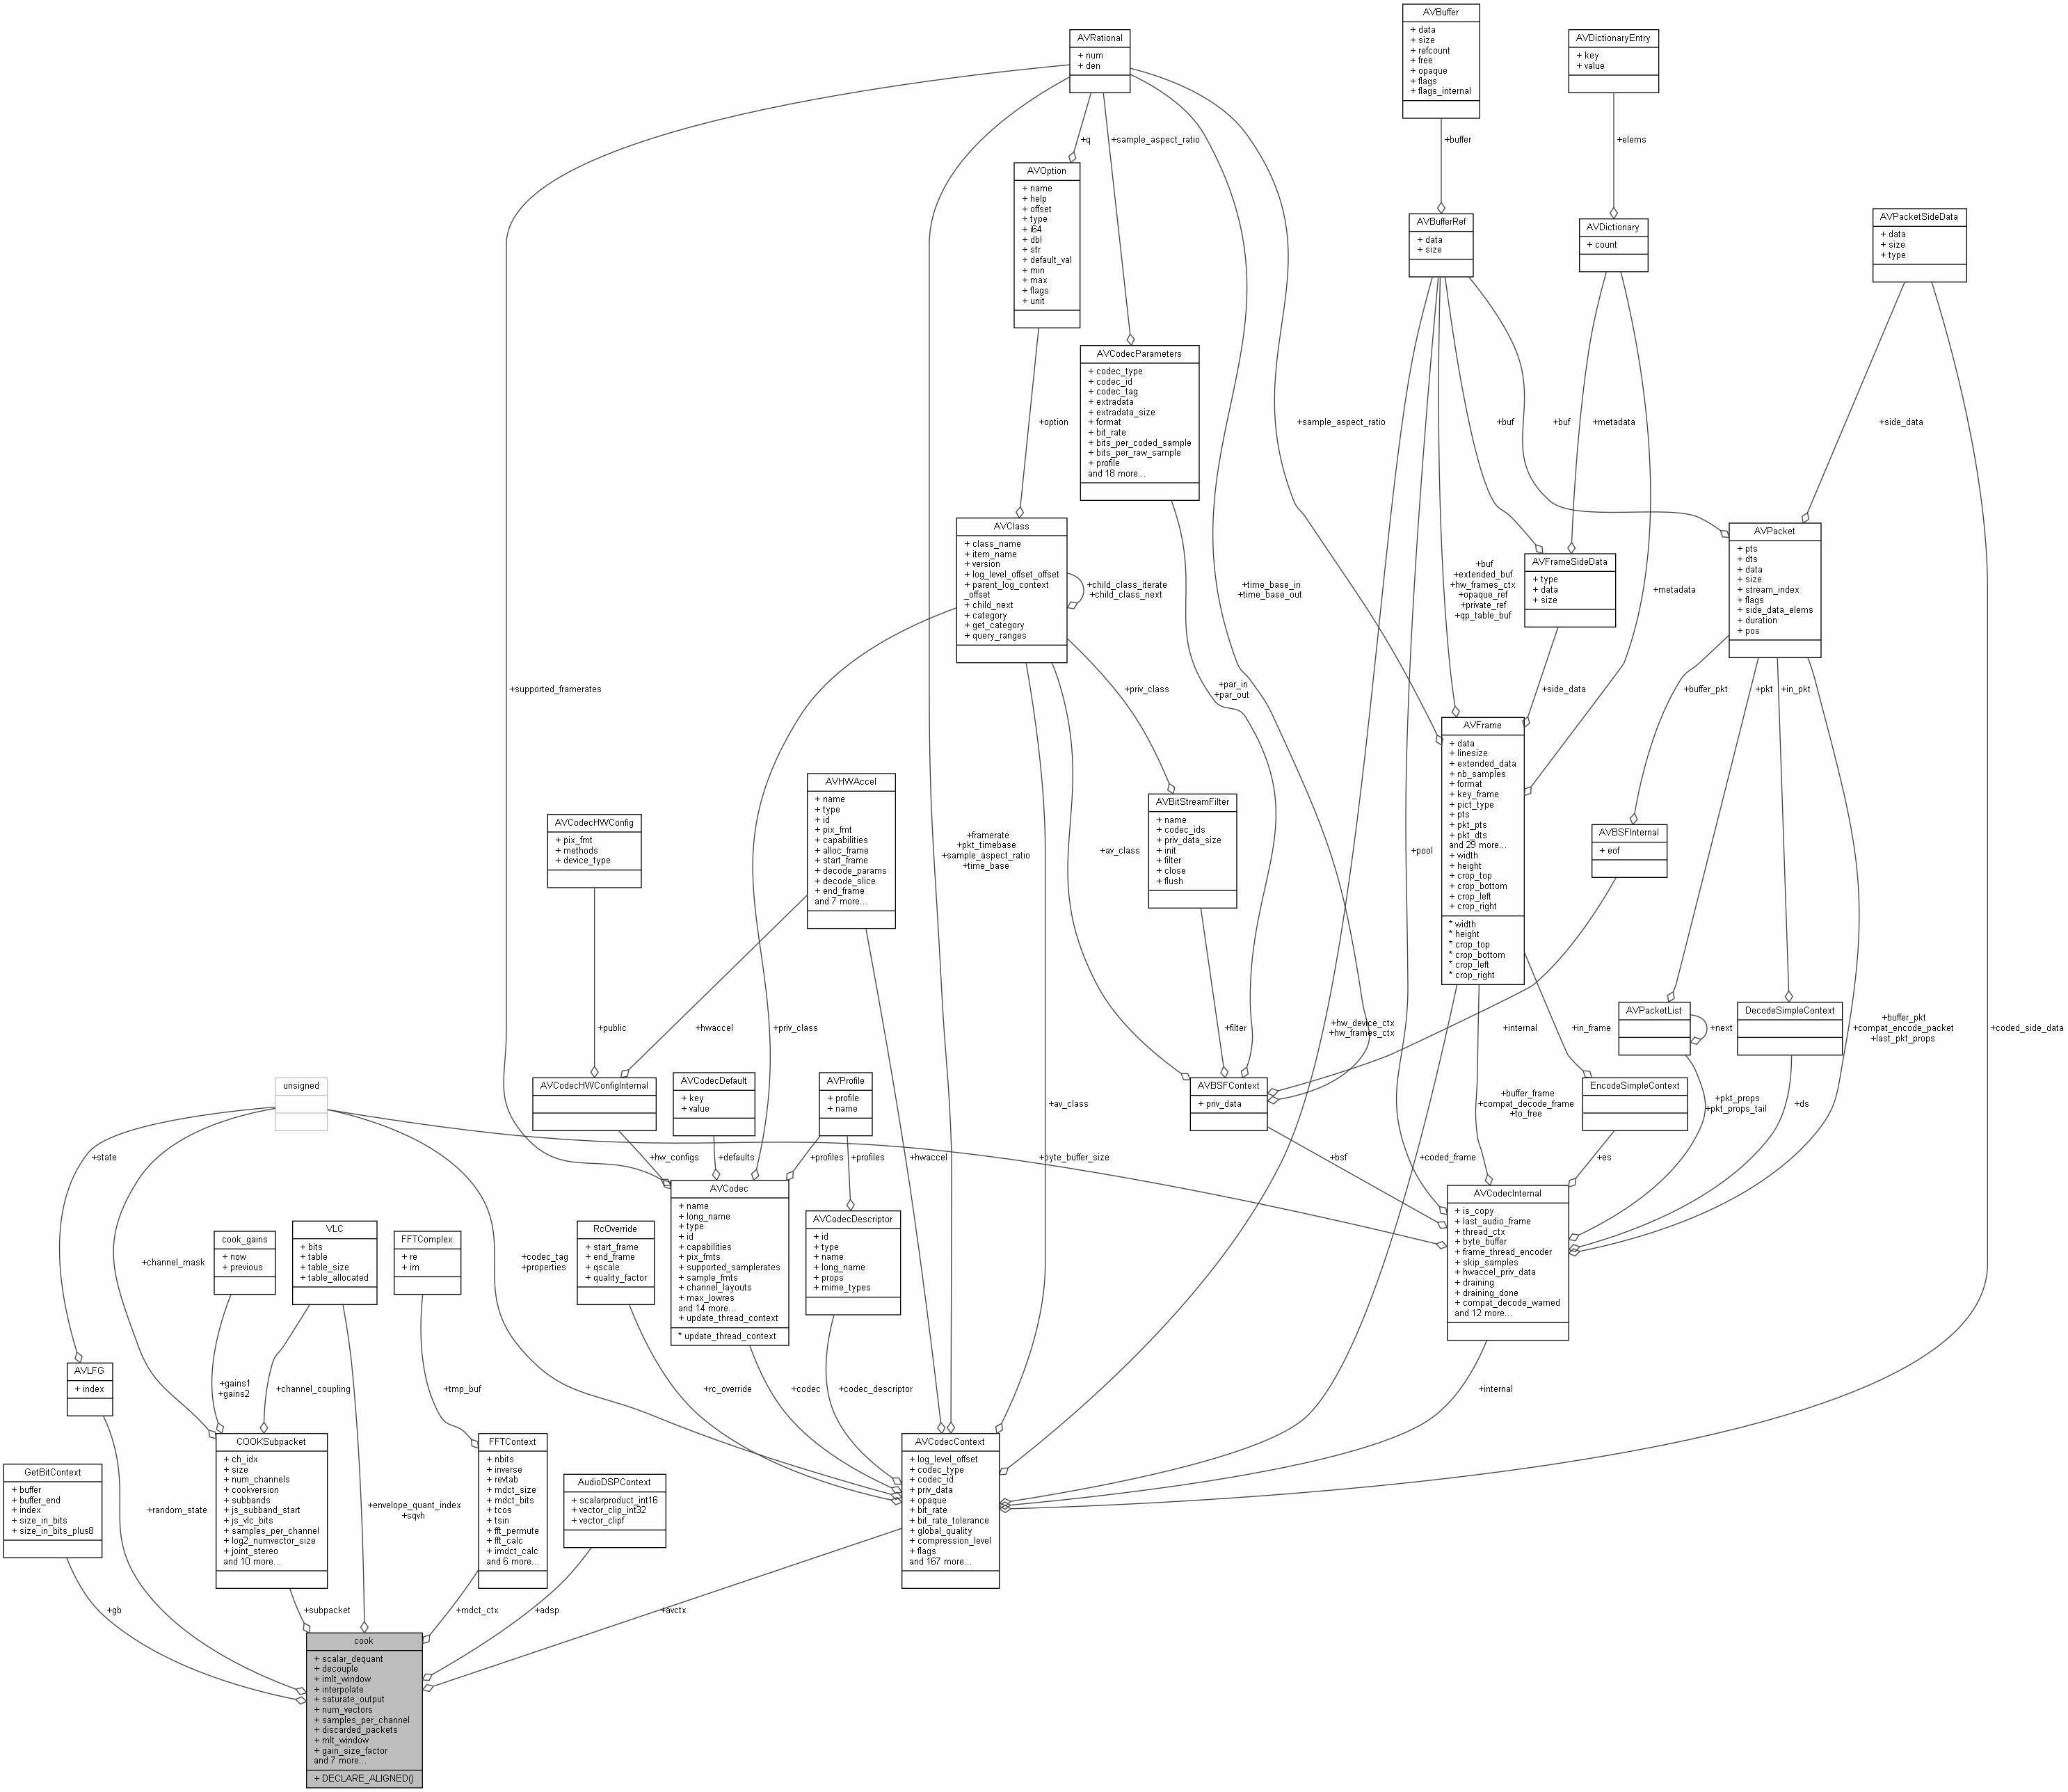 AVBuffer
+ data
+ size
+ refcount
+ free
+ opaque
+ flags
+ flags_internal
AVRational
+ num
+ den
AVDictionaryEntry
+ key
+ value
+q
+sample_aspect_ratio
+buffer
+elems
AVOption
+ name
+ help
+ offset
+ type
+ i64
+ dbl
+ str
+ default_val
+ min
+ max
+ flags
+ unit
AVBufferRef
+ data
+ size
AVDictionary
+ count
AVPacketSideData
+ data
+ size
+ type
AVCodecParameters
+ codec_type
+ codec_id
+ codec_tag
+ extradata
+ extradata_size
+ format
+ bit_rate
+ bits_per_coded_sample
+ bits_per_raw_sample
+ profile
and 18 more...
+option
+sample_aspect_ratio
+buf
+buf
+metadata
+side_data
AVClass
+ class_name
+ item_name
+ version
+ log_level_offset_offset
+ parent_log_context
_offset
+ child_next
+ category
+ get_category
+ query_ranges
+child_class_iterate
+child_class_next
+time_base_in
+time_base_out
+buf
+extended_buf
+hw_frames_ctx
+opaque_ref
+private_ref
+qp_table_buf
AVFrameSideData
+ type
+ data
+ size
+metadata
AVPacket
+ pts
+ dts
+ data
+ size
+ stream_index
+ flags
+ side_data_elems
+ duration
+ pos
+supported_framerates
+priv_class
+par_in
+par_out
+side_data
+buffer_pkt
+pkt
+in_pkt
AVFrame
+ data
+ linesize
+ extended_data
+ nb_samples
+ format
+ key_frame
+ pict_type
+ pts
+ pkt_pts
+ pkt_dts
and 29 more...
+ width
+ height
+ crop_top
+ crop_bottom
+ crop_left
+ crop_right
* width
* height
* crop_top
* crop_bottom
* crop_left
* crop_right
AVHWAccel
+ name
+ type
+ id
+ pix_fmt
+ capabilities
+ alloc_frame
+ start_frame
+ decode_params
+ decode_slice
+ end_frame
and 7 more...
AVCodecHWConfig
+ pix_fmt
+ methods
+ device_type
+framerate
+pkt_timebase
+sample_aspect_ratio
+time_base
+av_class
AVBitStreamFilter
+ name
+ codec_ids
+ priv_data_size
+ init
+ filter
+ close
+ flush
+pool
AVBSFInternal
+ eof
+public
+hwaccel
+priv_class
+filter
+hw_device_ctx
+hw_frames_ctx
+internal
+in_frame
AVPacketList
+next
DecodeSimpleContext
+buffer_pkt
+compat_encode_packet
+last_pkt_props
+coded_side_data
unsigned
AVCodecHWConfigInternal
AVCodecDefault
+ key
+ value
AVProfile
+ profile
+ name
+av_class
AVBSFContext
+ priv_data
+buffer_frame
+compat_decode_frame
+to_free
EncodeSimpleContext
+pkt_props
+pkt_props_tail
+ds
+state
+hw_configs
+defaults
+profiles
+profiles
+hwaccel
+byte_buffer_size
+bsf
+coded_frame
+es
+channel_mask
cook_gains
+ now
+ previous
VLC
+ bits
+ table
+ table_size
+ table_allocated
FFTComplex
+ re
+ im
+codec_tag
+properties
RcOverride
+ start_frame
+ end_frame
+ qscale
+ quality_factor
AVCodec
+ name
+ long_name
+ type
+ id
+ capabilities
+ pix_fmts
+ supported_samplerates
+ sample_fmts
+ channel_layouts
+ max_lowres
and 14 more...
+ update_thread_context
* update_thread_context
AVCodecDescriptor
+ id
+ type
+ name
+ long_name
+ props
+ mime_types
AVCodecInternal
+ is_copy
+ last_audio_frame
+ thread_ctx
+ byte_buffer
+ frame_thread_encoder
+ skip_samples
+ hwaccel_priv_data
+ draining
+ draining_done
+ compat_decode_warned
and 12 more...
AVLFG
+ index
+gains1
+gains2
+channel_coupling
+tmp_buf
+rc_override
+codec
+codec_descriptor
+internal
GetBitContext
+ buffer
+ buffer_end
+ index
+ size_in_bits
+ size_in_bits_plus8
+random_state
COOKSubpacket
+ ch_idx
+ size
+ num_channels
+ cookversion
+ subbands
+ js_subband_start
+ js_vlc_bits
+ samples_per_channel
+ log2_numvector_size
+ joint_stereo
and 10 more...
+envelope_quant_index
+sqvh
FFTContext
+ nbits
+ inverse
+ revtab
+ mdct_size
+ mdct_bits
+ tcos
+ tsin
+ fft_permute
+ fft_calc
+ imdct_calc
and 6 more...
AudioDSPContext
+ scalarproduct_int16
+ vector_clip_int32
+ vector_clipf
AVCodecContext
+ log_level_offset
+ codec_type
+ codec_id
+ priv_data
+ opaque
+ bit_rate
+ bit_rate_tolerance
+ global_quality
+ compression_level
+ flags
and 167 more...
+gb
+subpacket
+mdct_ctx
+adsp
+avctx
cook
+ scalar_dequant
+ decouple
+ imlt_window
+ interpolate
+ saturate_output
+ num_vectors
+ samples_per_channel
+ discarded_packets
+ mlt_window
+ gain_size_factor
and 7 more...
+ DECLARE_ALIGNED()